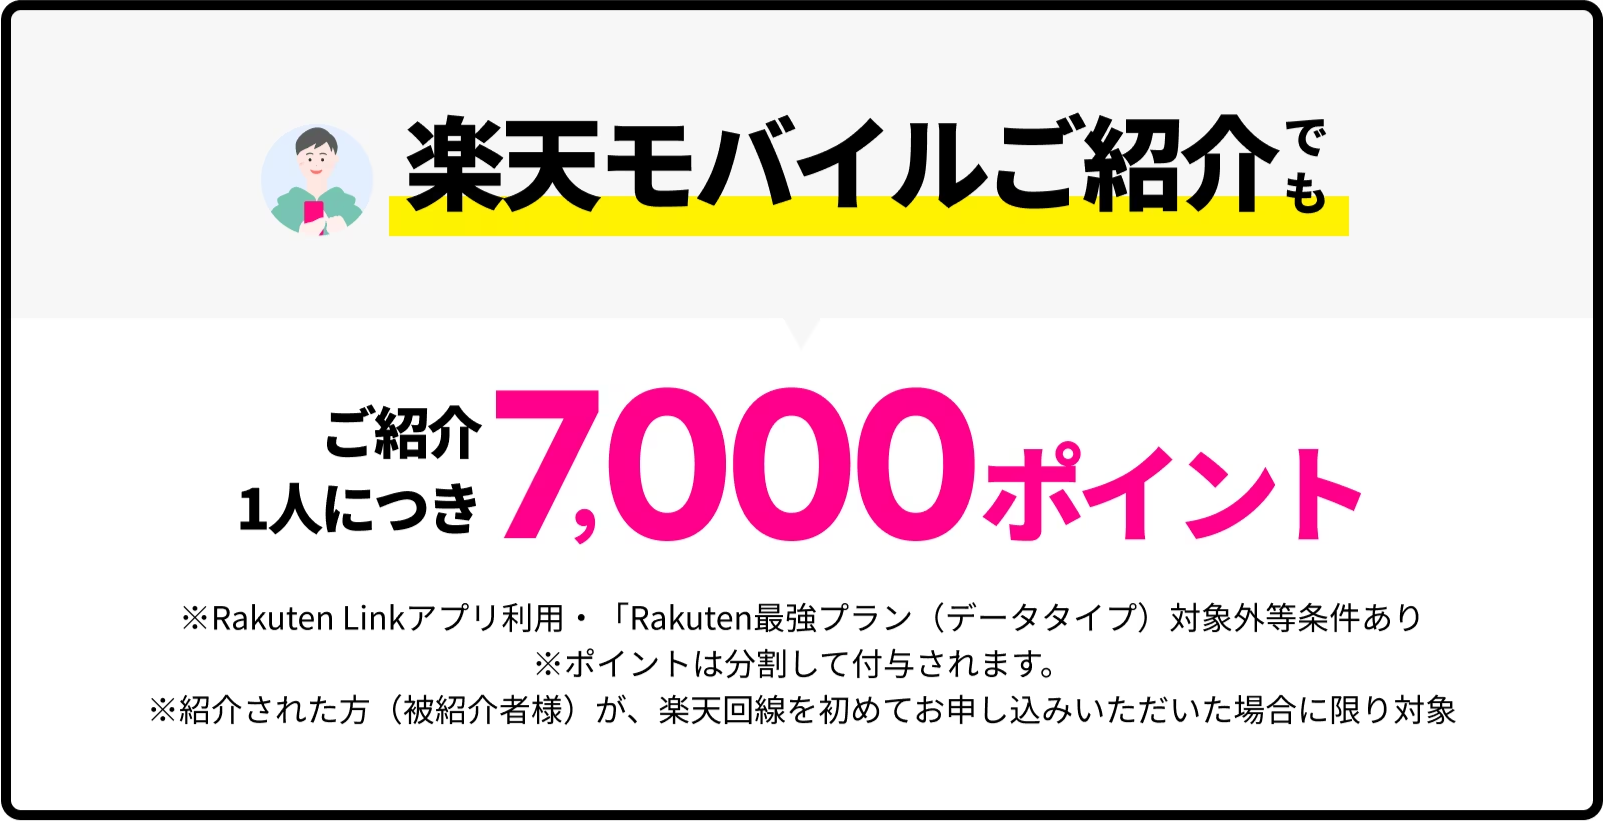 楽天モバイルご紹介でも
ご紹介
1人につき
7,000ポイント
※Rakuten Linkアプリ利用・「Rakuten最強プラン（データタイプ）対象外等条件あり
※ポイントは分割して付与されます。
※紹介された方（被紹介者様）が、楽天回線を初めてお申し込みいただいた場合に限り対象